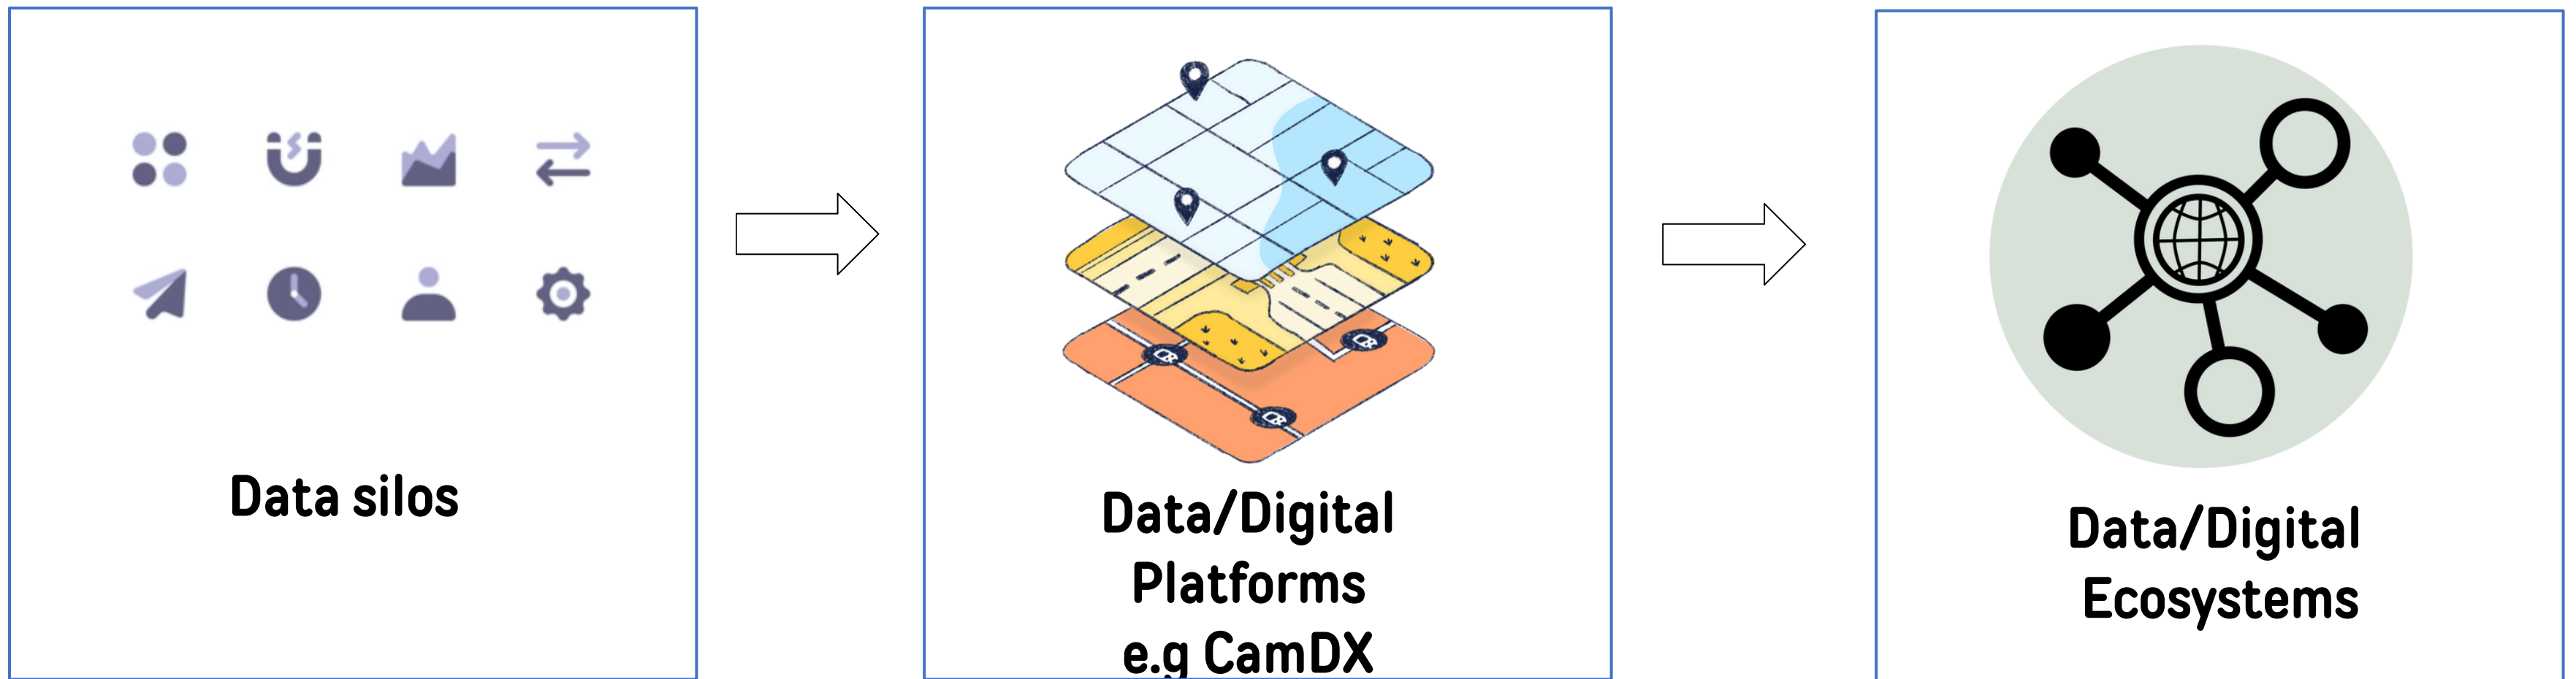 Data silos
Data/Digital
Platforms
e.g CamDX
Data/Digital
Ecosystems